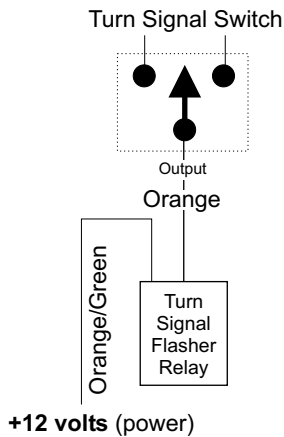 Turn Signal Switch
Output
Orange
Orange/Green
Turn
Signal
Flasher
Relay
+12 volts (power)